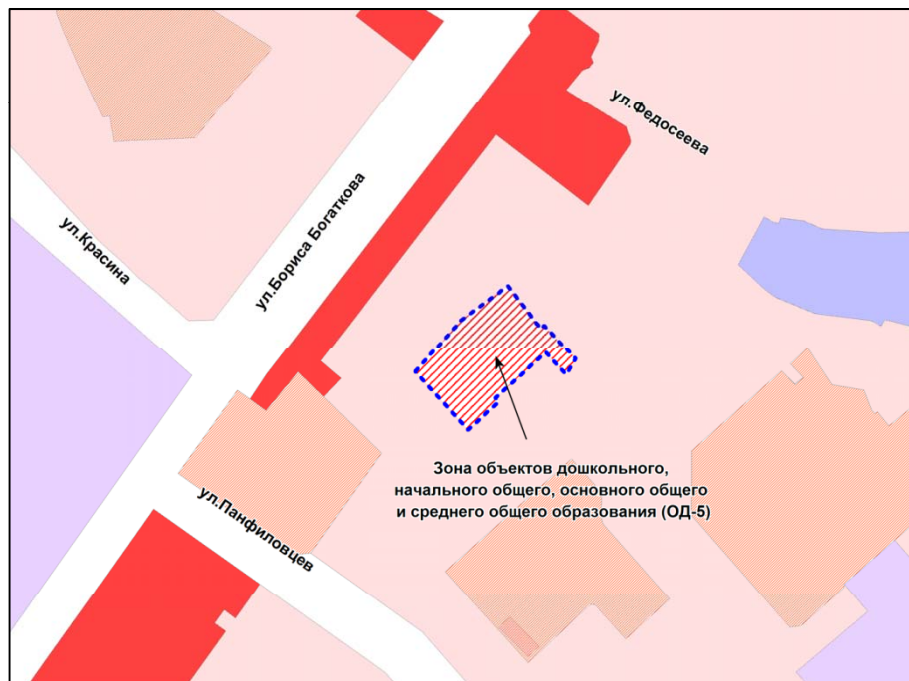 ул.Федосеева
ул.Бориса Богаткова
ул.Красина
Зона объектов дошкольного,
начального общего, основного общего
и среднего общего образования (ОД-5)
ул.Панфиловцев